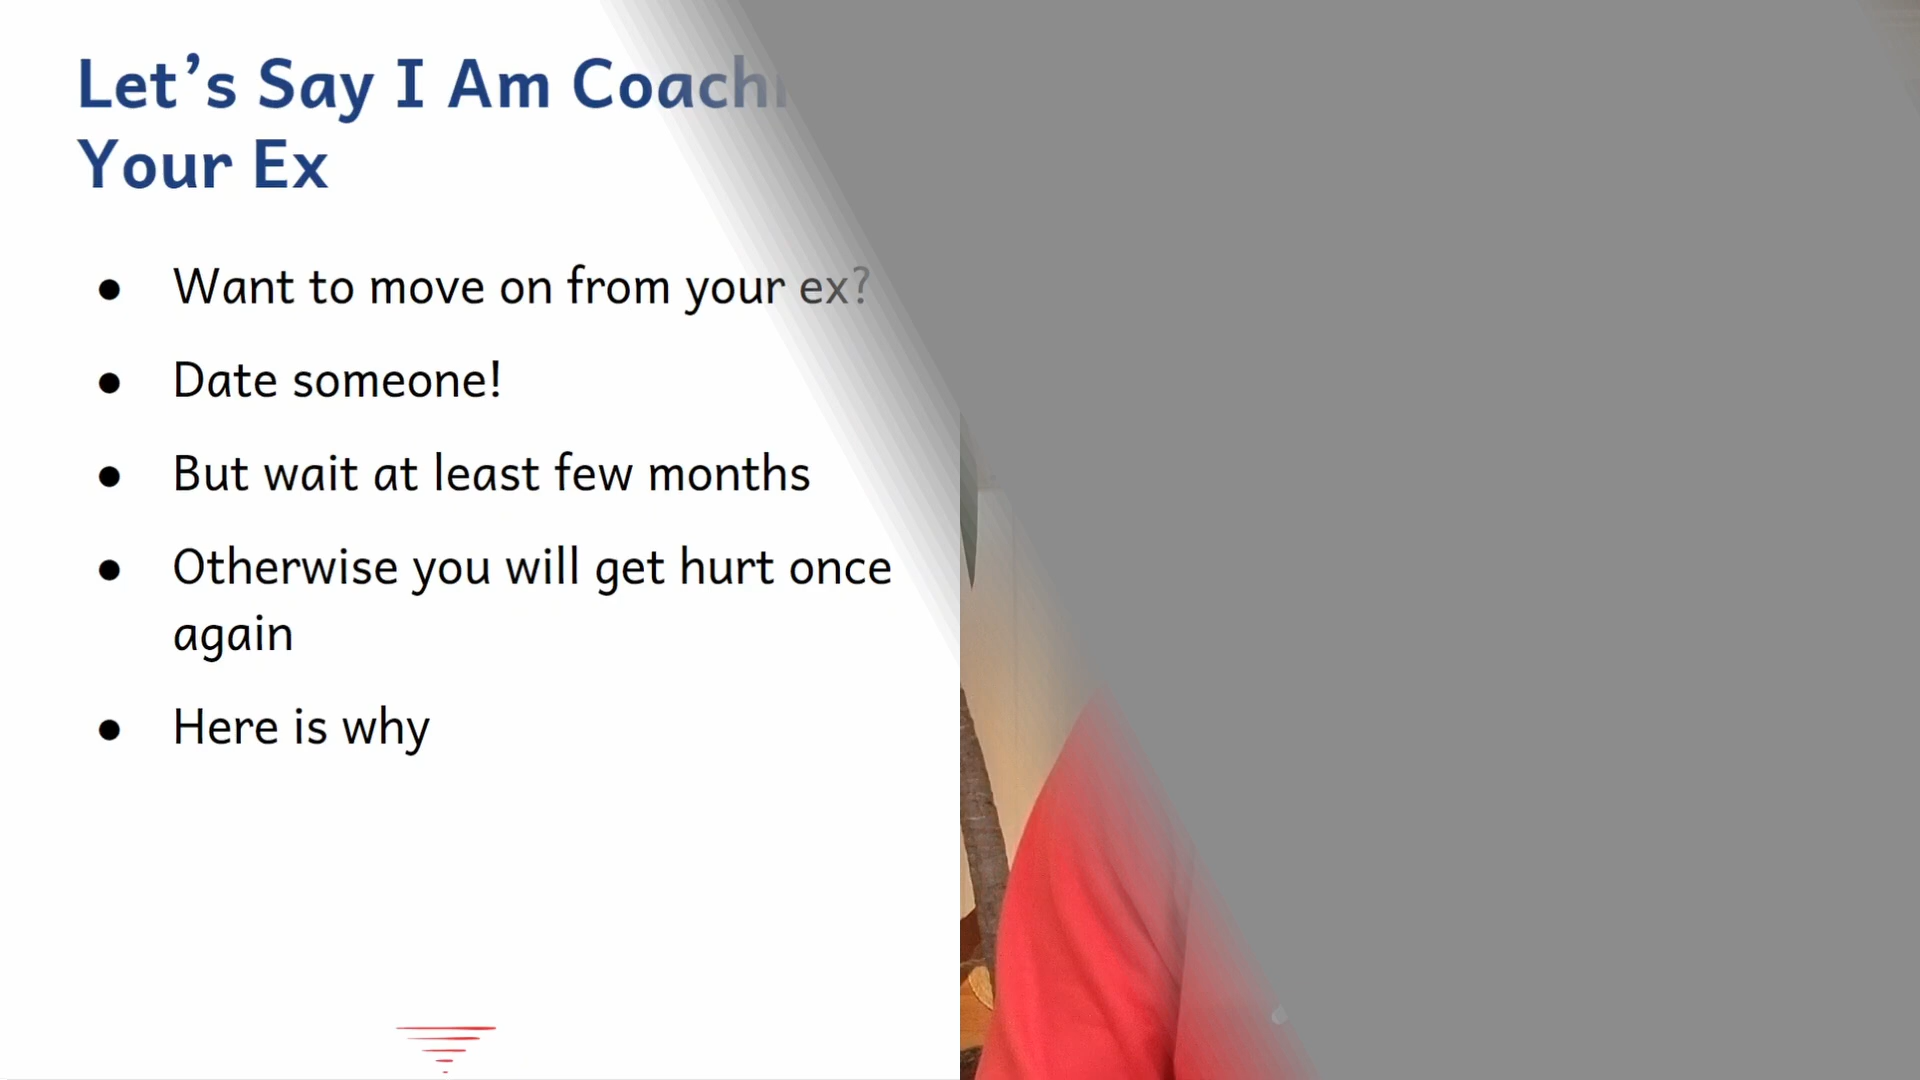 Let’s Say I Am Coach
Your Ex
● Want to move on from your ex?
● Date someone!
● But wait at least few months
● Otherwise you will get hurt once
again
● Here is why